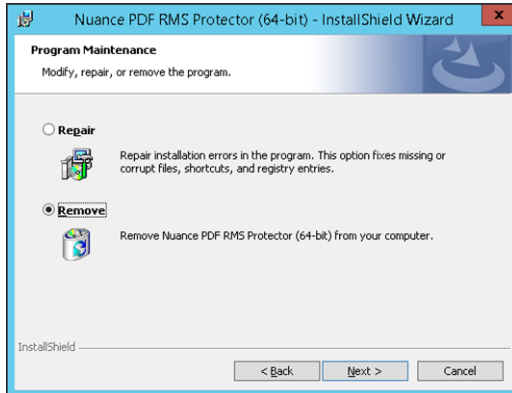 Nuance PDF RMS Protector (64-bit) - InstallShield Wizard
x
Program Maintenance
Modify, repair, or remove the program.
Repair
Repair installation errors in the program. This option fixes missing or
corrupt files, shortcuts, and registry entries.
Remove
Remove Nuance PDF RMS Protector (64-bit) from your computer.
InstallShield
< Back
Next >
Cancel